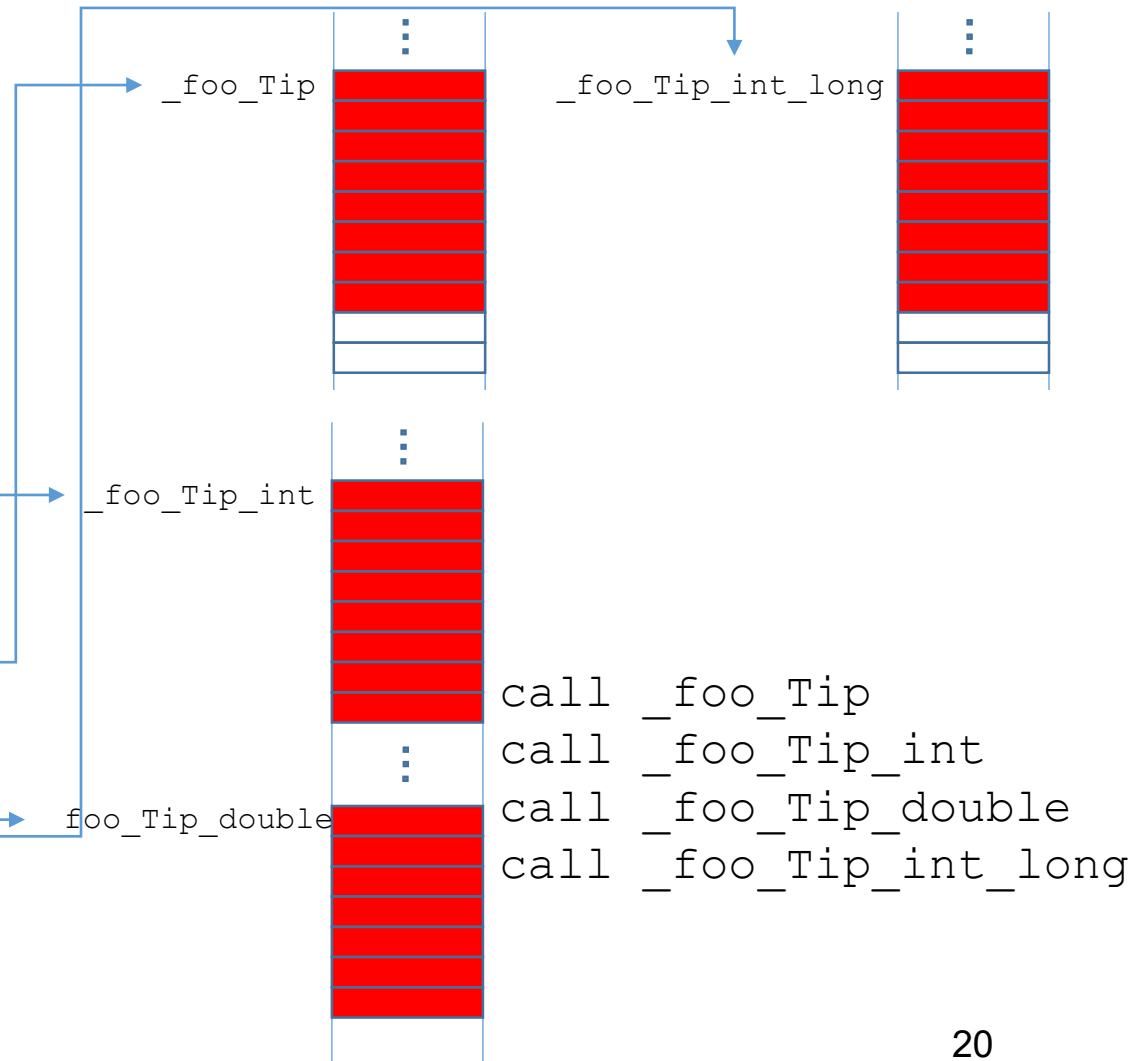 _foo_Tip
_foo_Tip_int_long
_foo_Tip_int
foo_Tip_double
call _foo_Tip
call _foo_Tip_int
call _foo_Tip_double
call _foo_Tip_int_long
20